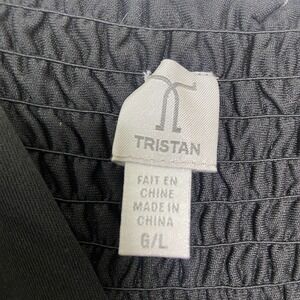 TRISTAN
FAIT EN
CHINE
MADE IN
CHINA
G/L